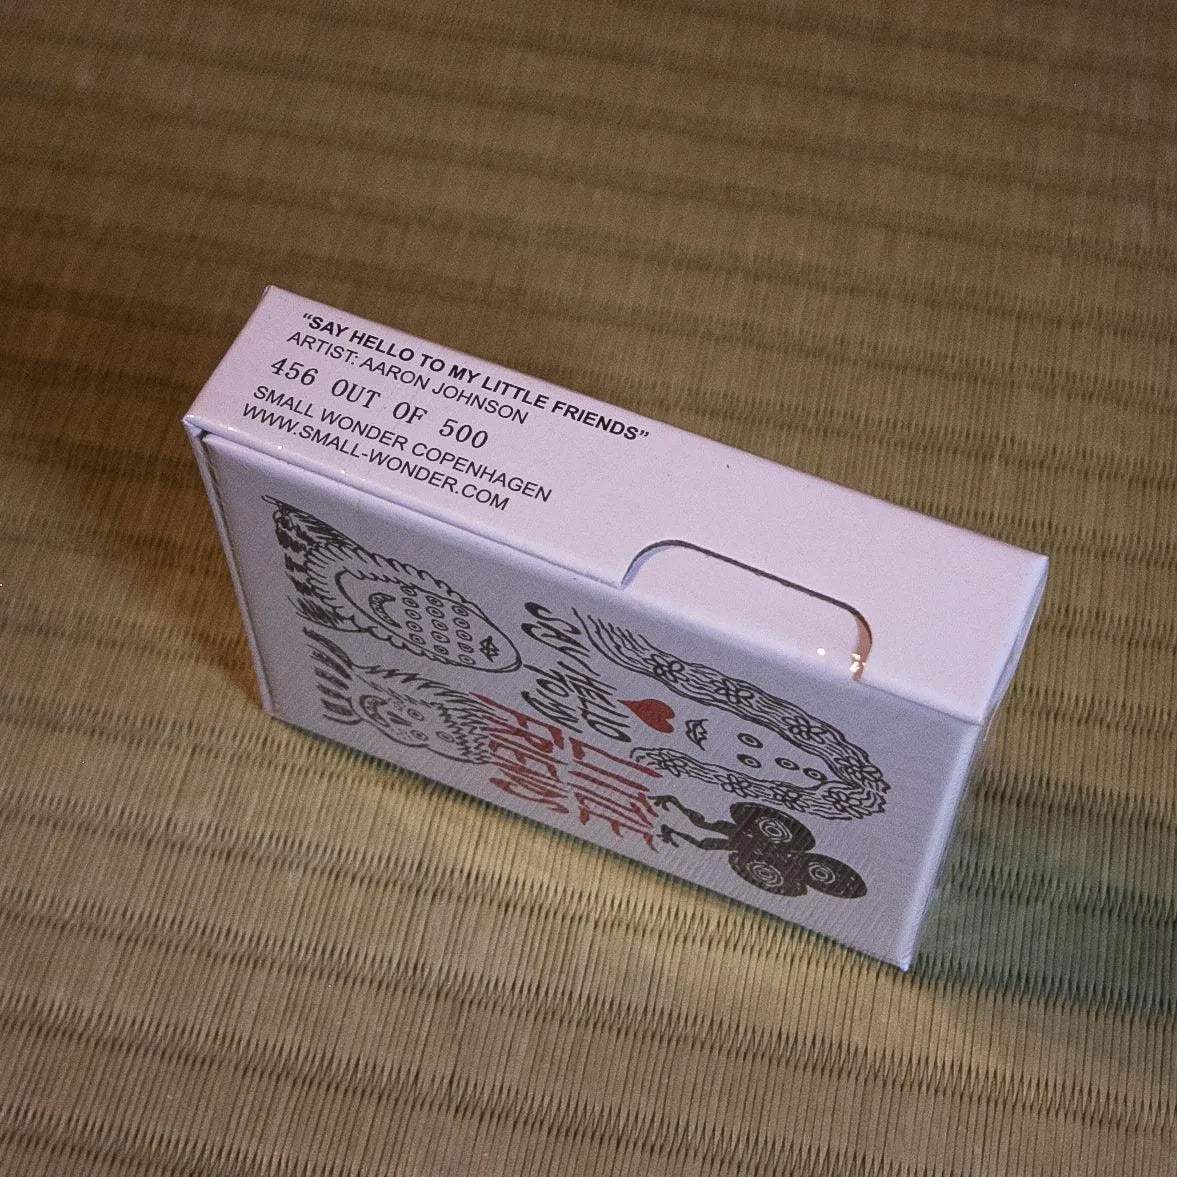 “SAY HELLO TO MY LITTLE FRIENDS”
ARTIST: AARON JOHNSON
456 OUT OF 500
SMALL WONDER COPENHAGEN
WWW.SMALL-WONDER.COM
SAY HELLO
TO MY
LITTLE
FRIENDS